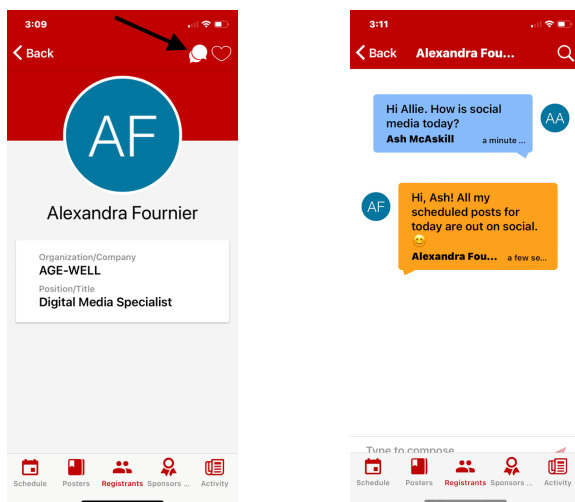 3:09
Back
AF
Alexandra Fournier
Organization/Company
AGE-WELL
Position/Title
Digital Media Specialist
Schedule
Posters
Registrants
Sponsors ...
Activity
3:11
Back
Alexandra Fou...
Hi Allie. How is social
media today?
Ash McAskill
a minute ...
AA
AF
Hi, Ash! All my
scheduled posts for
today are out on social.
😊
Alexandra Fou...
a few se...
Type to compose
Schedule
Posters
Registrants
Sponsors ...
Activity